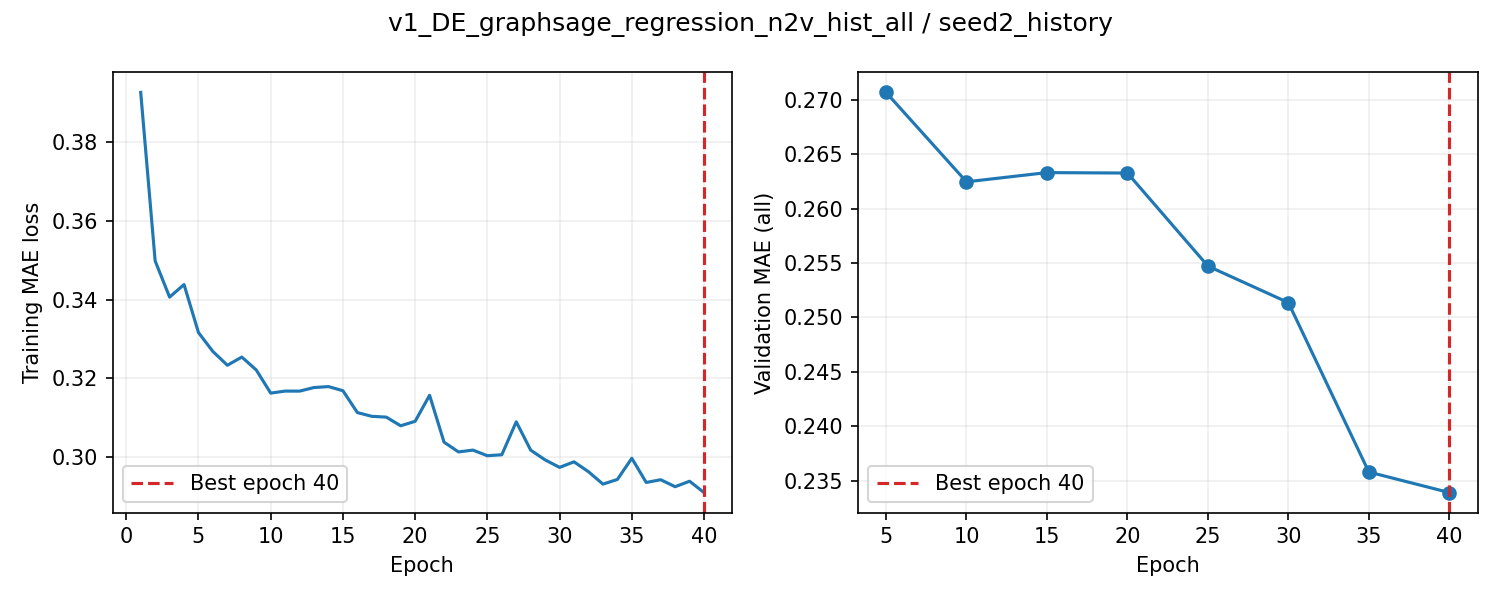 v1_DE_graphsage_regression_n2v_hist_all / seed2_history
Training MAE loss
0.38
0.36
0.34
0.32
0.30
Best epoch 40
0 5 10 15 20 25 30 35 40
Epoch
Validation MAE (all)
0.270
0.265
0.260
0.255
0.250
0.245
0.240
0.235
Best epoch 40
5 10 15 20 25 30 35 40
Epoch